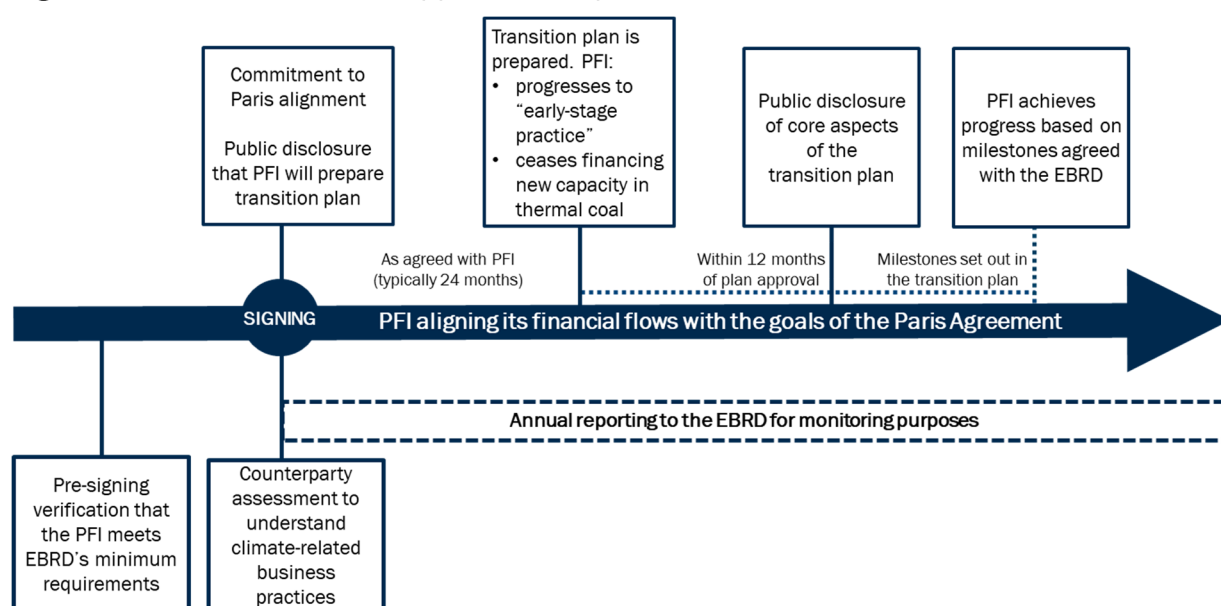 Commitment to
Paris alignment
Public disclosure
that PFI will prepare
transition plan
Transition plan is
prepared. PFI:
• progresses to
“early-stage
practice”
• ceases financing
new capacity in
thermal coal
Public disclosure
of core aspects
of the
transition plan
PFI achieves
progress based on
milestones agreed
with the EBRD
As agreed with PFI
(typically 24 months)
Within 12 months
of plan approval
Milestones set out in
the transition plan
SIGNING
PFI aligning its financial flows with the goals of the Paris Agreement
Annual reporting to the EBRD for monitoring purposes
Pre-signing
verification that
the PFI meets
EBRD’s minimum
requirements
Counterparty
assessment to
understand
climate-related
business
practices